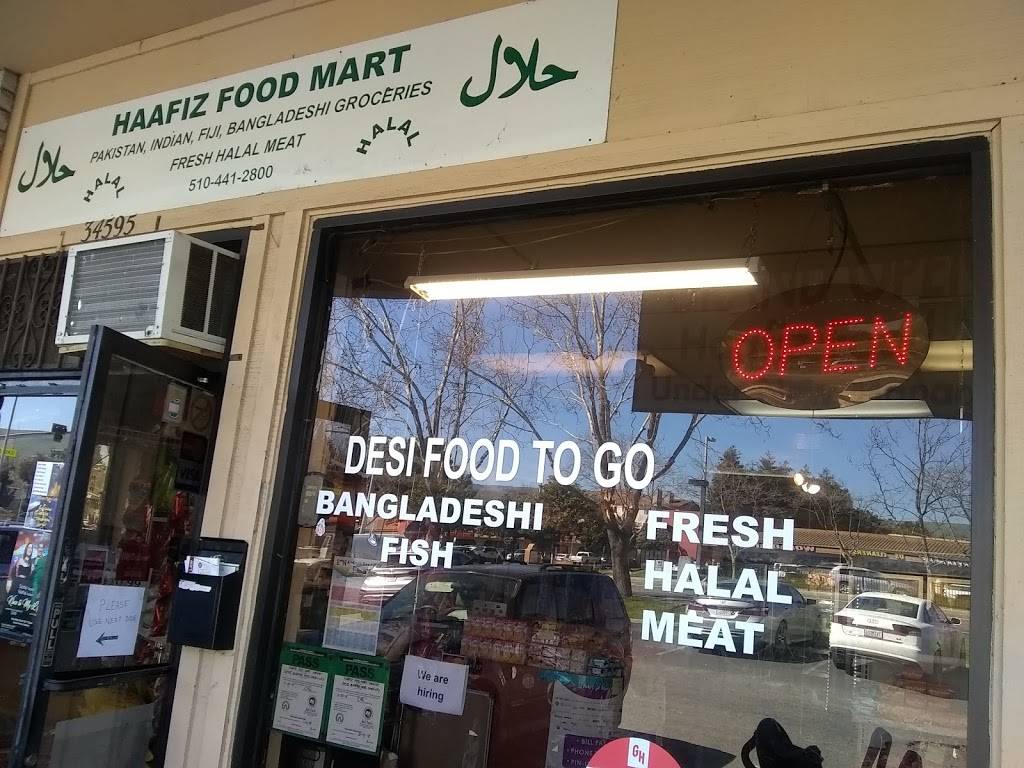 HAAFIZ FOOD MART
PAKISTAN, INDIAN, FIJI, BANGLADESHI GROCERIES
FRESH HALAL MEAT
510-441-2800
حلال
HALAL
HALAL
حلال
34595
OPEN
DESI FOOD TO GO
BANGLADESHI
FISH
FRESH
HALAL
MEAT
PLEASE
USE NEXT DOOR
PASS
PASS
We are
hiring
GH